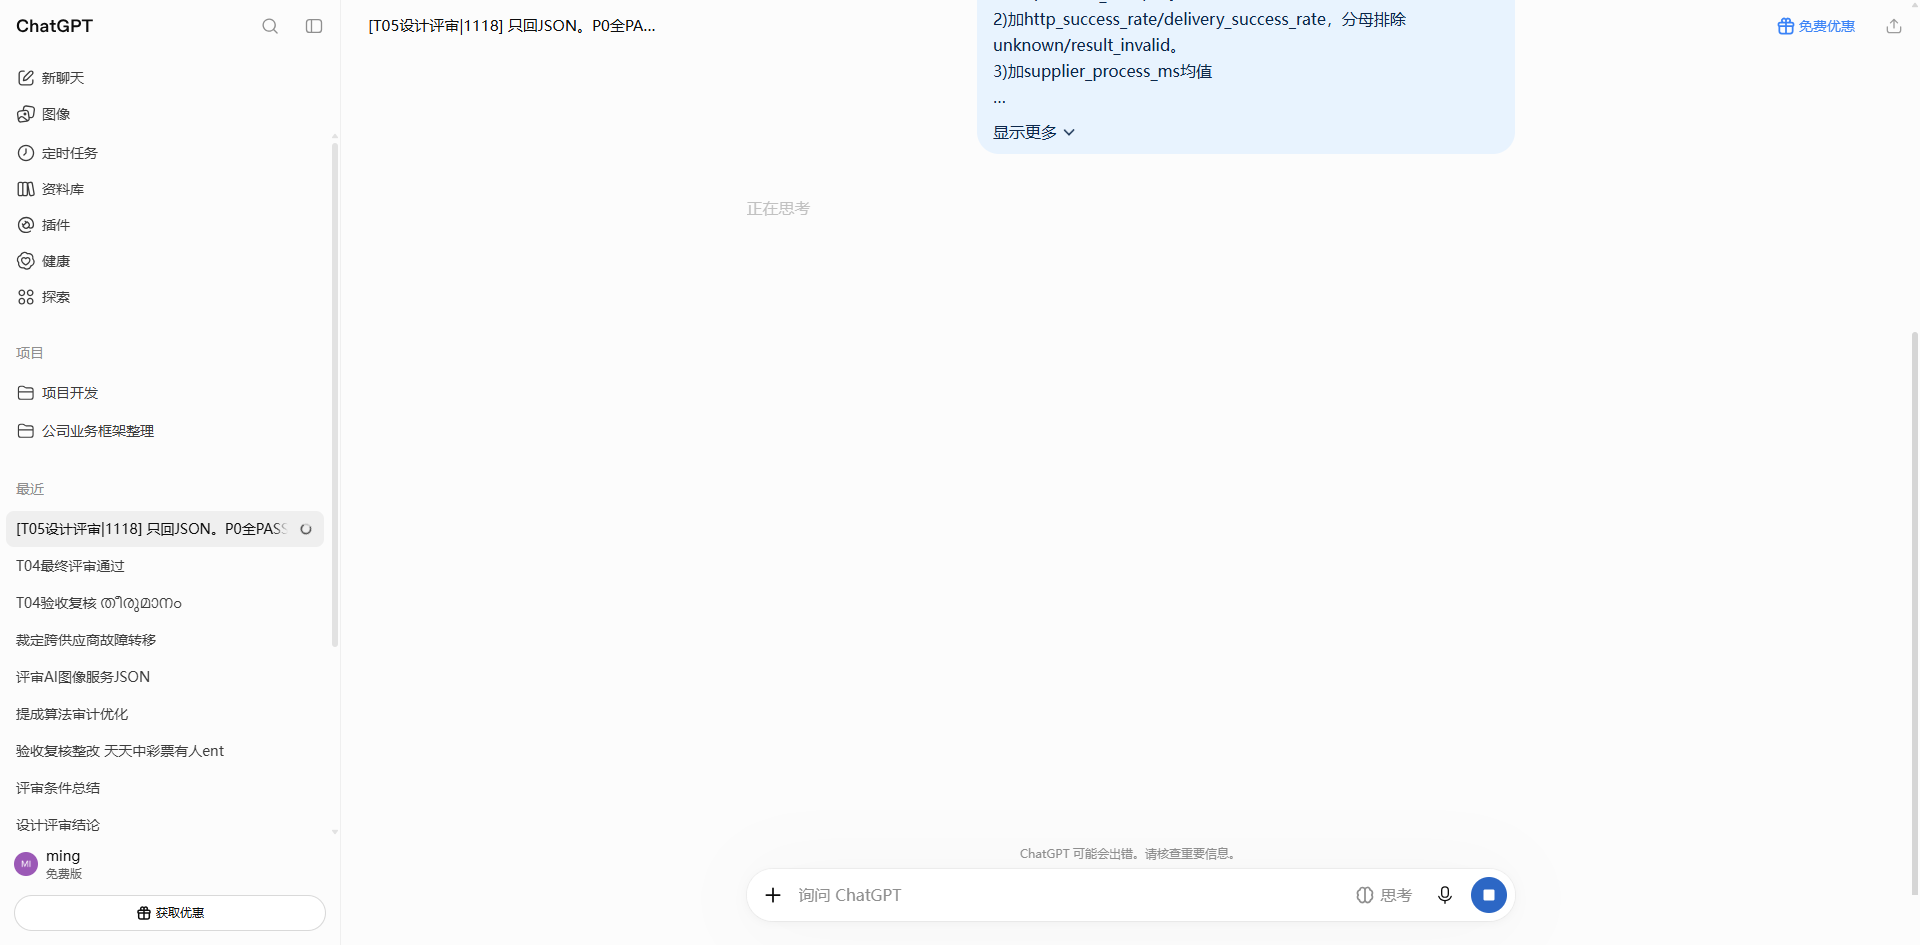 ChatGPT
新聊天
图像
定时任务
资料库
插件
健康
探索
项目
项目开发
公司业务框架整理
最近
[T05设计评审|1118] 只回JSON。P0全PASS
T04最终评审通过
T04验收复核 തീരുമാനം
裁定跨供应商故障转移
评审AI图像服务JSON
提成算法审计优化
验收复核整改 天天中彩票有人ent
评审条件总结
设计评审结论
MI
ming
免费版
获取优惠
[T05设计评审|1118] 只回JSON。P0全PA...
免费优惠
2)加http_success_rate/delivery_success_rate，分母排除
unknown/result_invalid。
3)加supplier_process_ms均值
...
显示更多
正在思考
ChatGPT 可能会出错。请核查重要信息。
询问 ChatGPT
思考